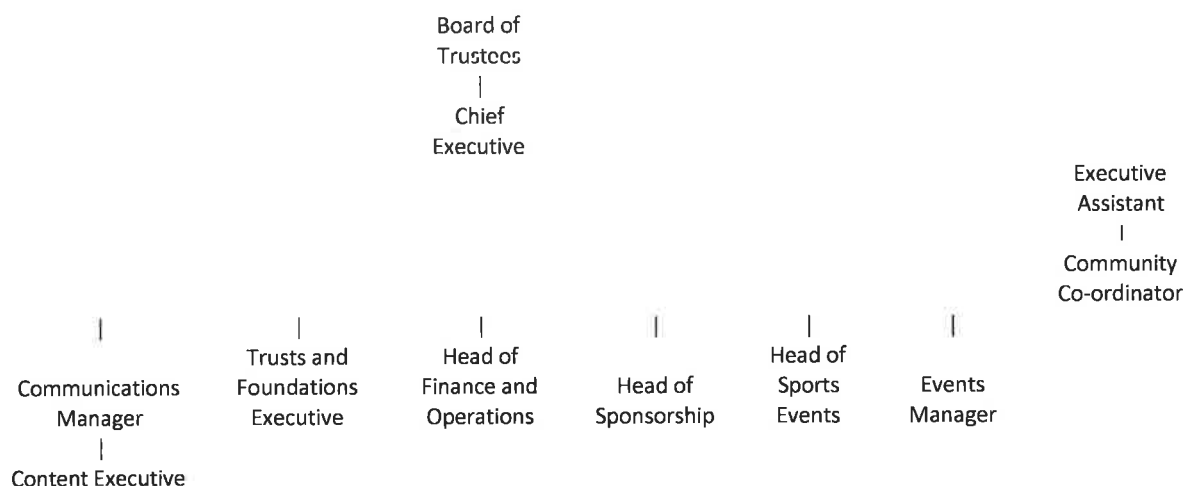 Board of
Trustees
Chief
Executive
Executive
Assistant
Community
Co-ordinator
Communications
Manager
Content Executive
Trusts and
Foundations
Executive
Head of
Finance and
Operations
Head of
Sponsorship
Head of
Sports
Events
Events
Manager